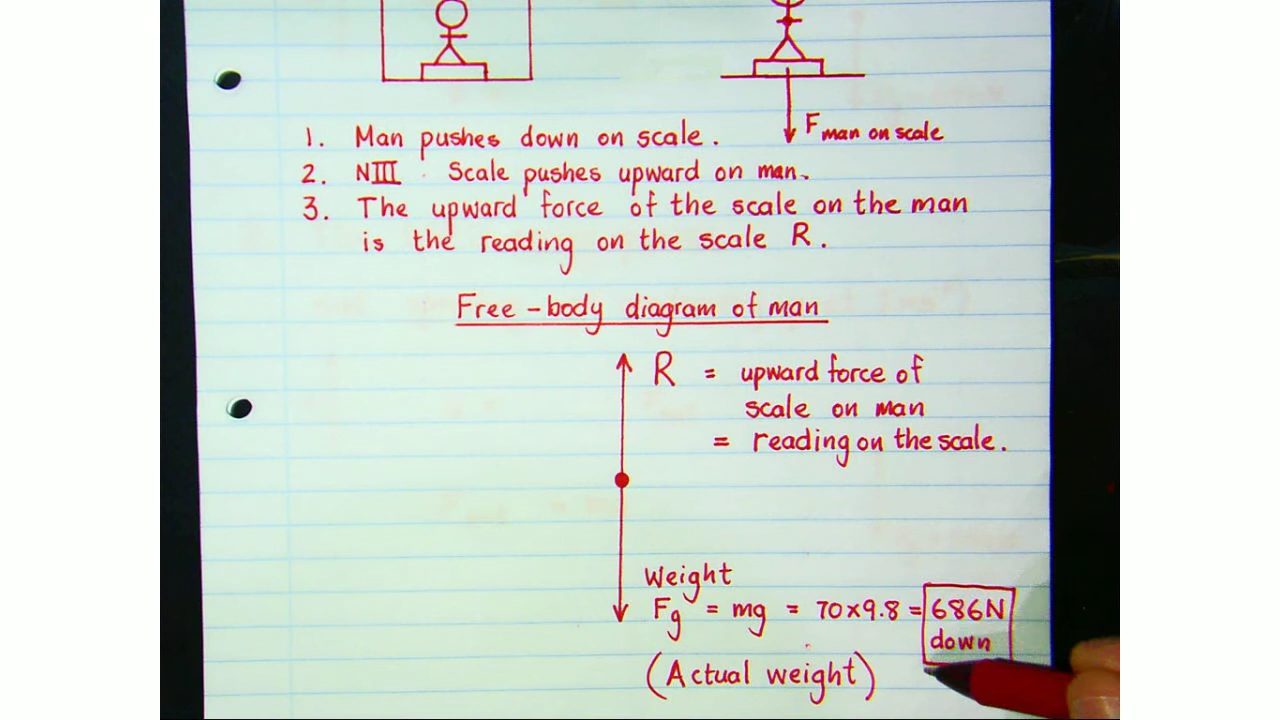 F man on scale
1. Man pushes down on scale.
2. NIII Scale pushes upward on man.
3. The upward force of the scale on the man
is the reading on the scale R.
Free-body diagram of man
R = upward force of
scale on man
= reading on the scale.
Weight
Fg = mg = 70×9.8 = 686N
down
(Actual weight)